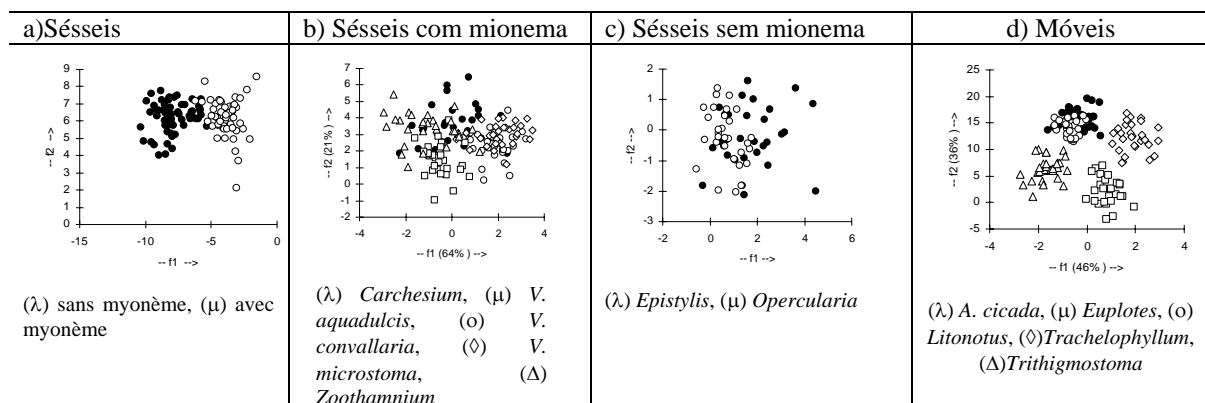 a)Sésseis
b) Sésseis com mionema
c) Sésseis sem mionema
d) Móveis
9
8
7
6
5
4
3
2
1
0
-15 -10 -5 0
-- f2 -->
-- f1 -->
7
6
5
4
3
2
1
0
-1
-2
-4 -2 0 2 4
-- f2 (21% ) -->
-- f1 (64% ) -->
2
1
0
-1
-2
-3
-2 0 2 4 6
-- f2-->
-- f1 -->
25
20
15
10
5
0
-5
-4 -2 0 2 4
-- f2 (36% ) -->
-- f1 (46% ) -->
(λ) sans myonème, (μ) avec
myonème
(λ) Carchesium, (μ) V.
aquadulcis, (o) V.
convallaria, (◊) V.
microstoma, (Δ)
Zoothamnium
(λ) Epistylis, (μ) Opercularia
(λ) A. cicada, (μ) Euplotes, (o)
Litonotus, (◊)Trachelophyllum,
(Δ)Trithigmostoma